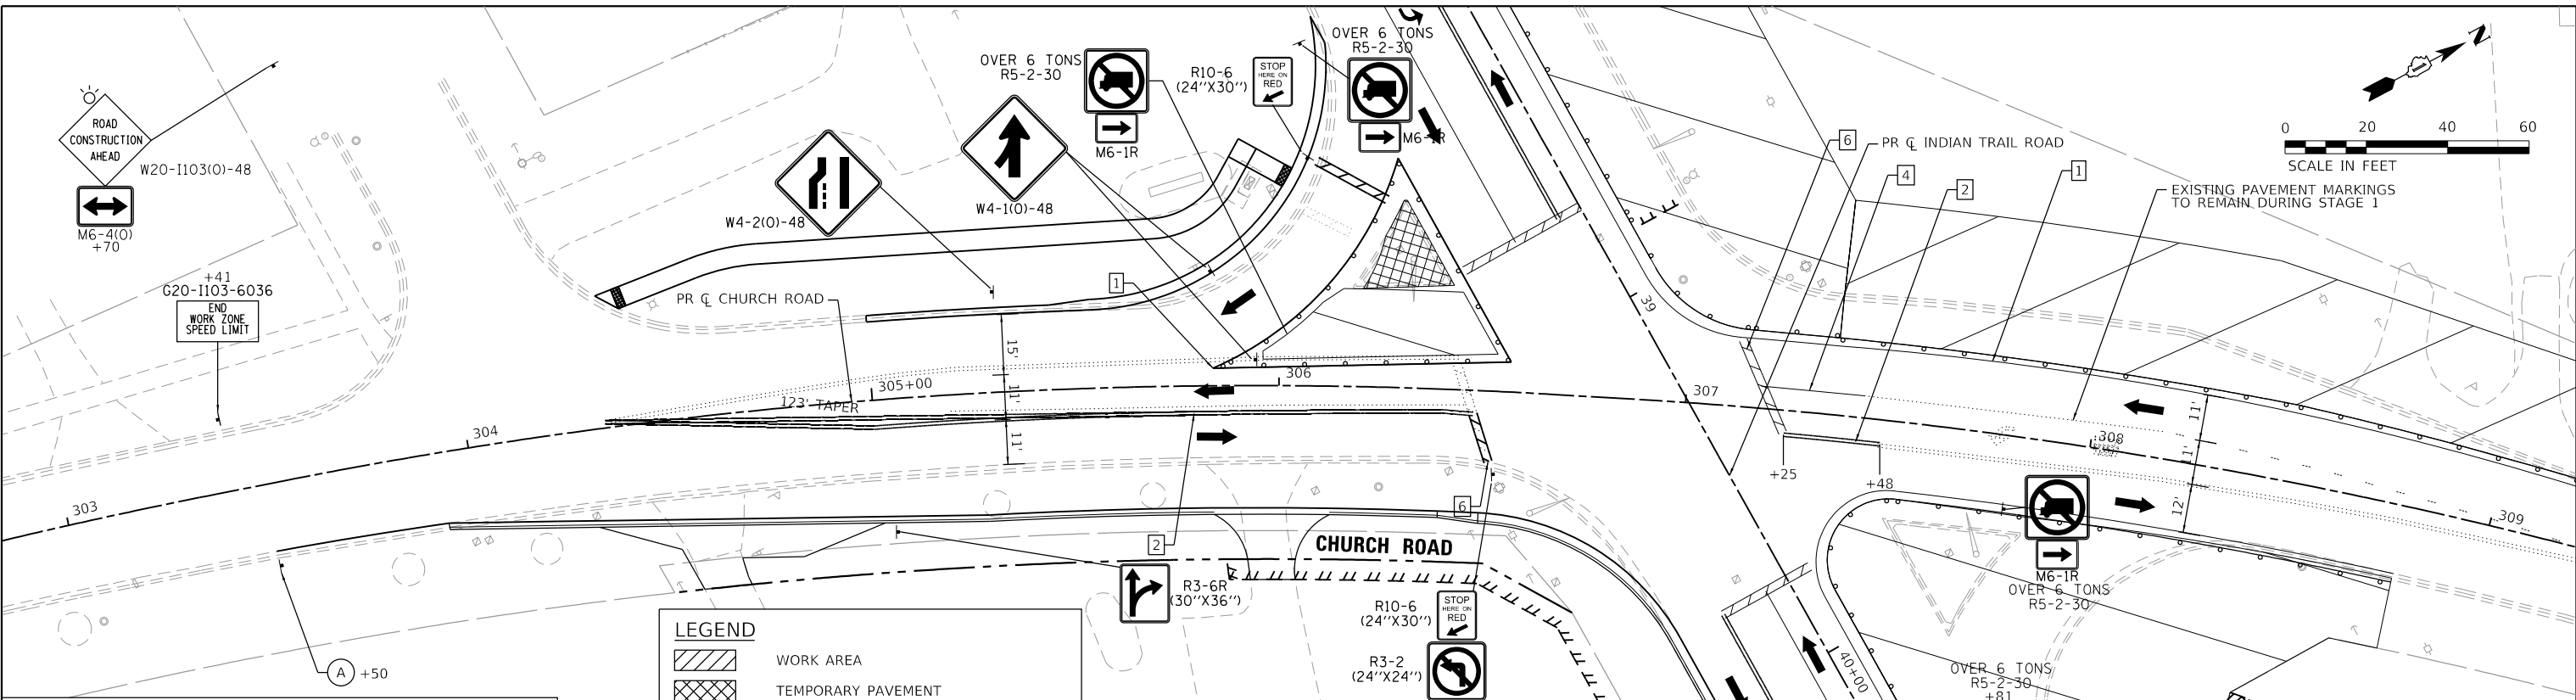 OVER 6 TONS
R5-2-30
M6-1R
R10-6
(24"X30")
STOP
HERE ON
RED
OVER 6 TONS
R5-2-30
M6-1R
N
0 20 40 60
SCALE IN FEET
ROAD
CONSTRUCTION
AHEAD
W20-I103(0)-48
M6-4(0)
+70
W4-2(0)-48
W4-1(0)-48
6
PR ℄ INDIAN TRAIL ROAD
4
2
1
EXISTING PAVEMENT MARKINGS
TO REMAIN DURING STAGE 1
+41
G20-I103-6036
END
WORK ZONE
SPEED LIMIT
PR ℄ CHURCH ROAD
1
15'
11'
11'
123' TAPER
303
304
305+00
306
307
308
309
39
40+00
11'
11'
12'
+25
+48
6
2
CHURCH ROAD
R3-6R
(30"X36")
R10-6
(24"X30")
STOP
HERE ON
RED
R3-2
(24"X24")
M6-1R
OVER 6 TONS
R5-2-30
OVER 6 TONS
R5-2-30
+81
A +50
LEGEND
WORK AREA
TEMPORARY PAVEMENT